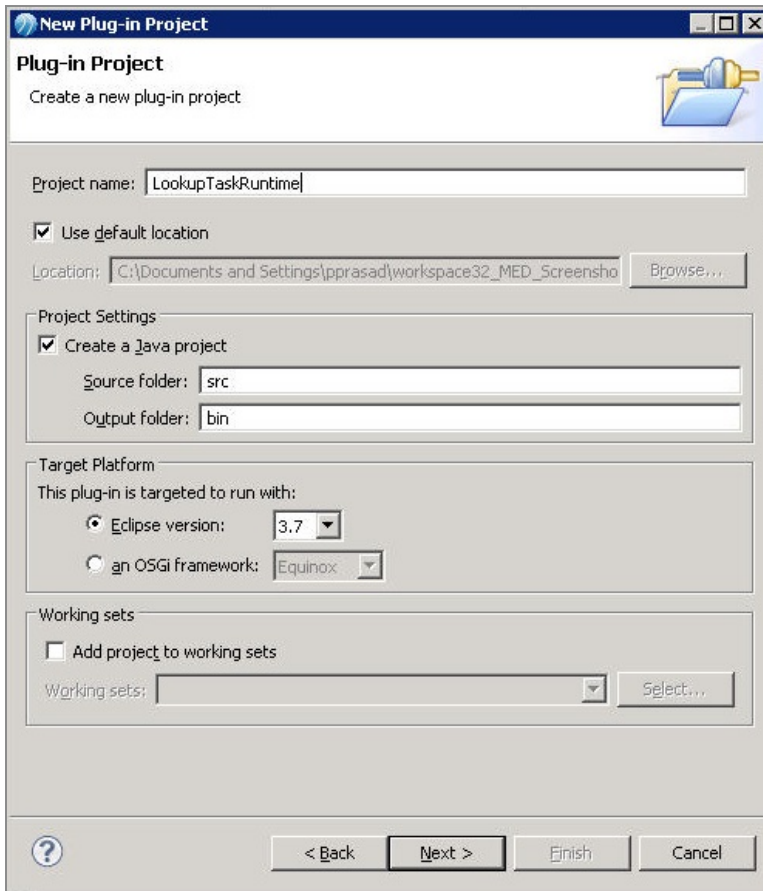 New Plug-in Project
Plug-in Project
Create a new plug-in project
Project name: LookupTaskRuntime
Use default location
Location: C:\Documents and Settings\pprasad\workspace32_MED_Screensho Browse...
Project Settings
Create a Java project
Source folder: src
Output folder: bin
Target Platform
This plug-in is targeted to run with:
Eclipse version: 3.7
an OSGi framework: Equinox
Working sets
Add project to working sets
Working sets: Select...
? < Back Next > Finish Cancel